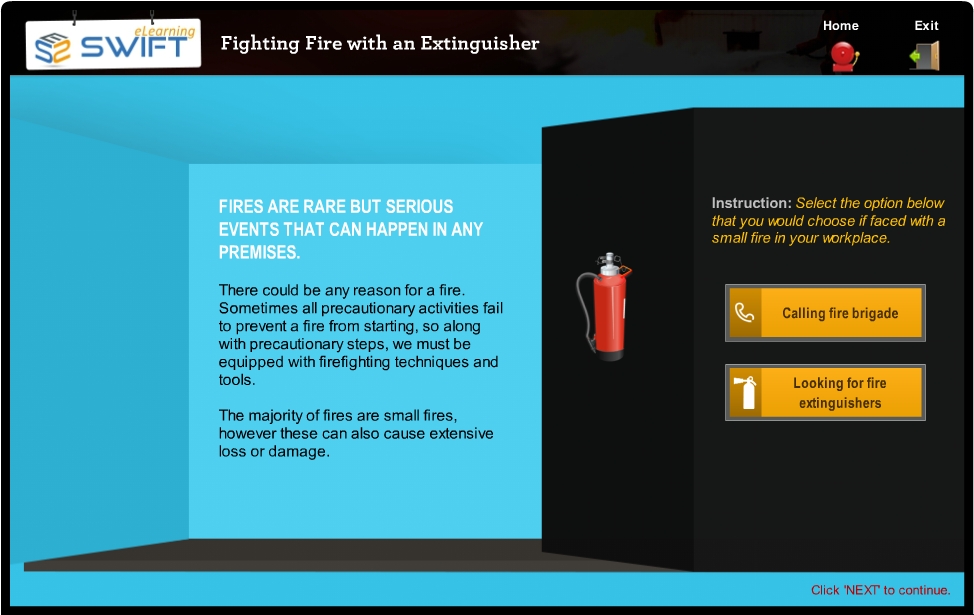 eLearning
SWIFT
Fighting Fire with an Extinguisher
Home
Exit
FIRES ARE RARE BUT SERIOUS
EVENTS THAT CAN HAPPEN IN ANY
PREMISES.
There could be any reason for a fire.
Sometimes all precautionary activities fail
to prevent a fire from starting, so along
with precautionary steps, we must be
equipped with firefighting techniques and
tools.
The majority of fires are small fires,
however these can also cause extensive
loss or damage.
Instruction: Select the option below
that you would choose if faced with a
small fire in your workplace.
Calling fire brigade
Looking for fire
extinguishers
Click 'NEXT' to continue.